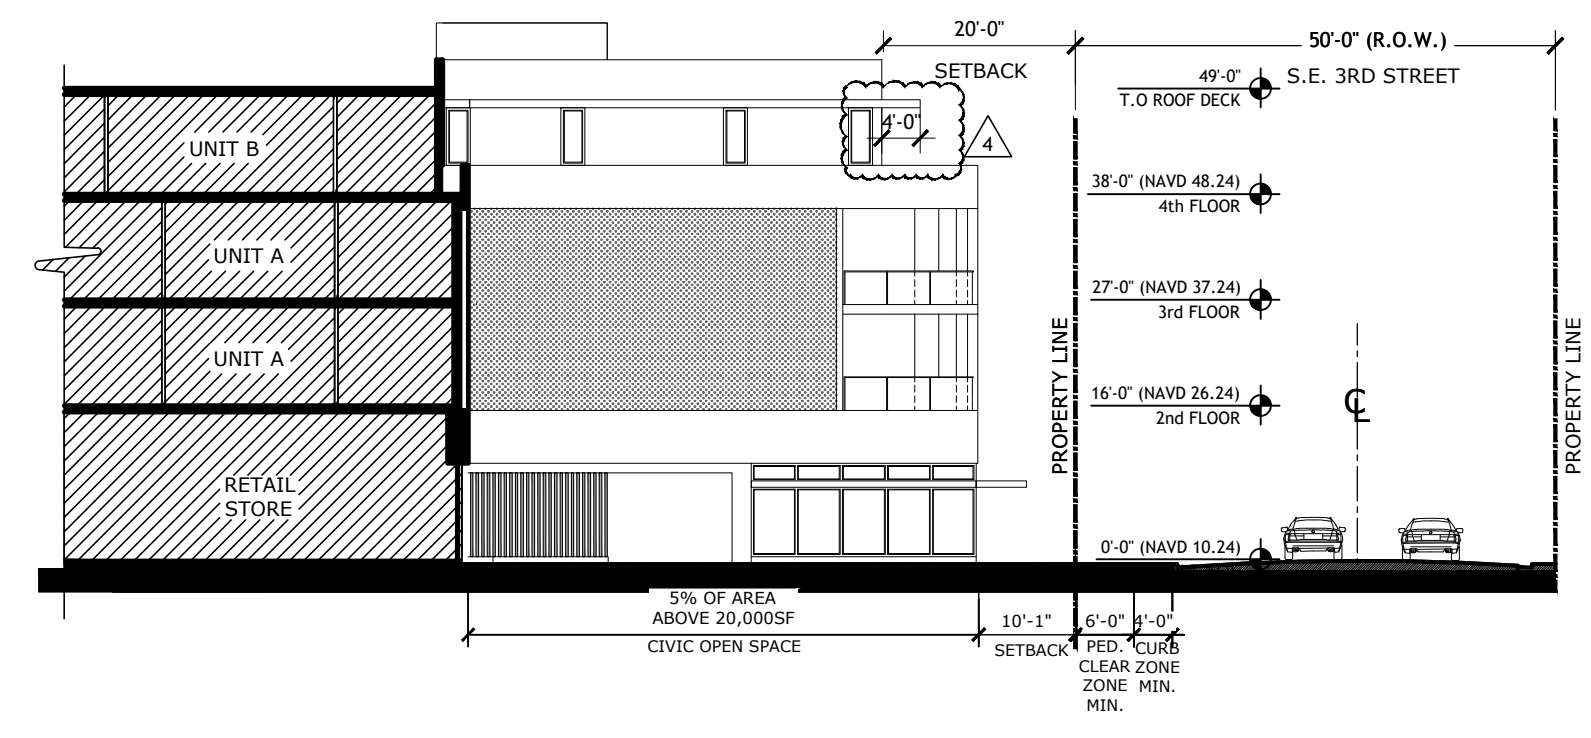 20'-0"
50'-0" (R.O.W.)
SETBACK
S.E. 3RD STREET
49'-0"
T.O ROOF DECK
4'-0"
4
UNIT B
38'-0" (NAVD 48.24)
4th FLOOR
UNIT A
27'-0" (NAVD 37.24)
3rd FLOOR
UNIT A
16'-0" (NAVD 26.24)
2nd FLOOR
PROPERTY LINE
CL
PROPERTY LINE
RETAIL
STORE
0'-0" (NAVD 10.24)
5% OF AREA
ABOVE 20,000SF
CIVIC OPEN SPACE
10'-1"
SETBACK
6'-0"
PED.
CLEAR
ZONE
MIN.
4'-0"
CURB
ZONE
MIN.